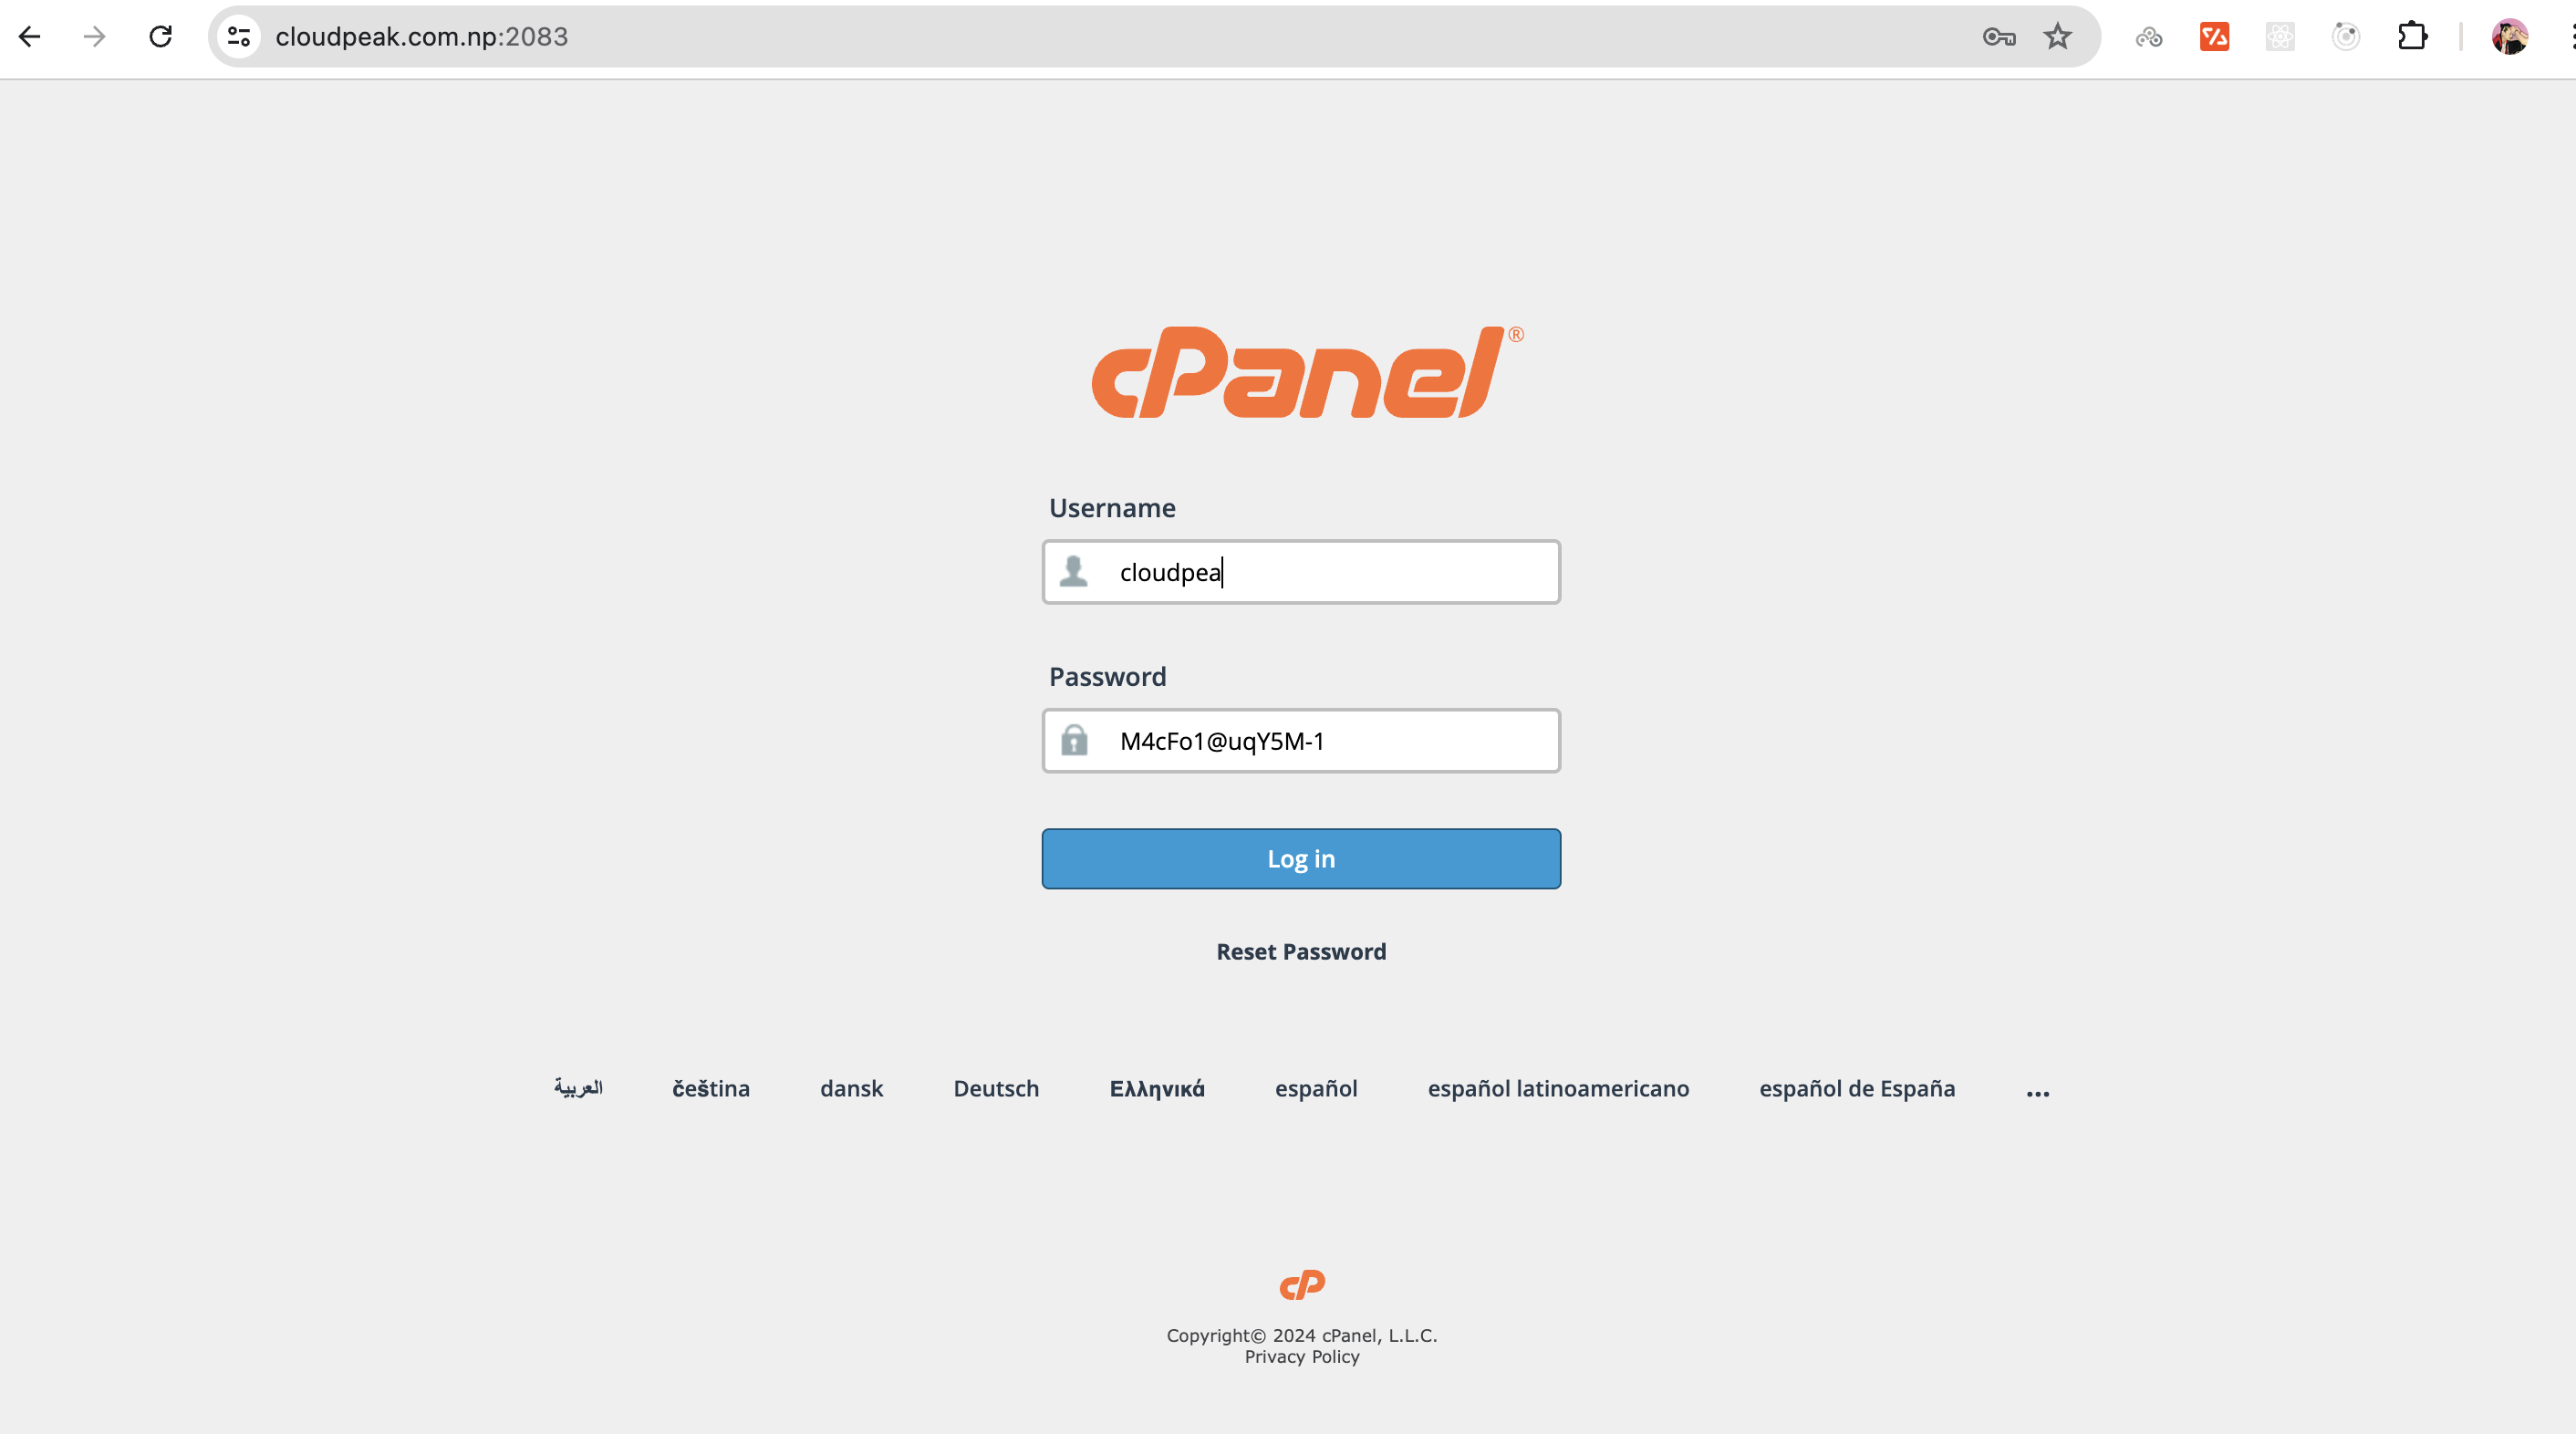 cloudpeak.com.np:2083
cPanel®
Username
cloudpea
Password
M4cFo1@uqY5M-1
Log in
Reset Password
العربية čeština dansk Deutsch Ελληνικά español español latinoamericano español de España ...
cP
Copyright© 2024 cPanel, L.L.C.
Privacy Policy